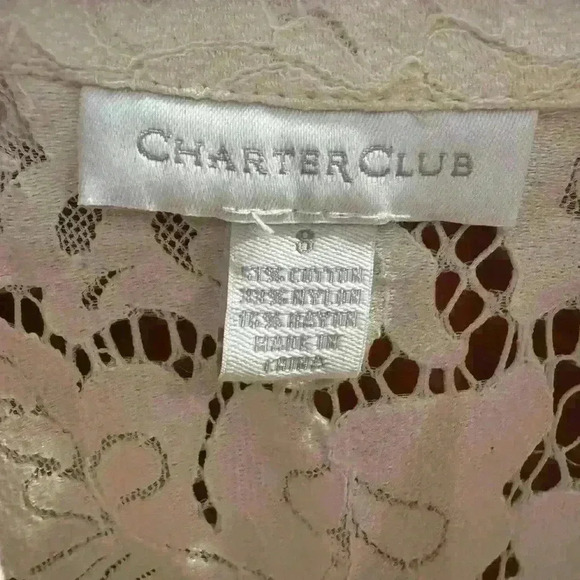 CHARTER CLUB
8
51% COTTON
33% NYLON
16% RAYON
MADE IN
CHINA